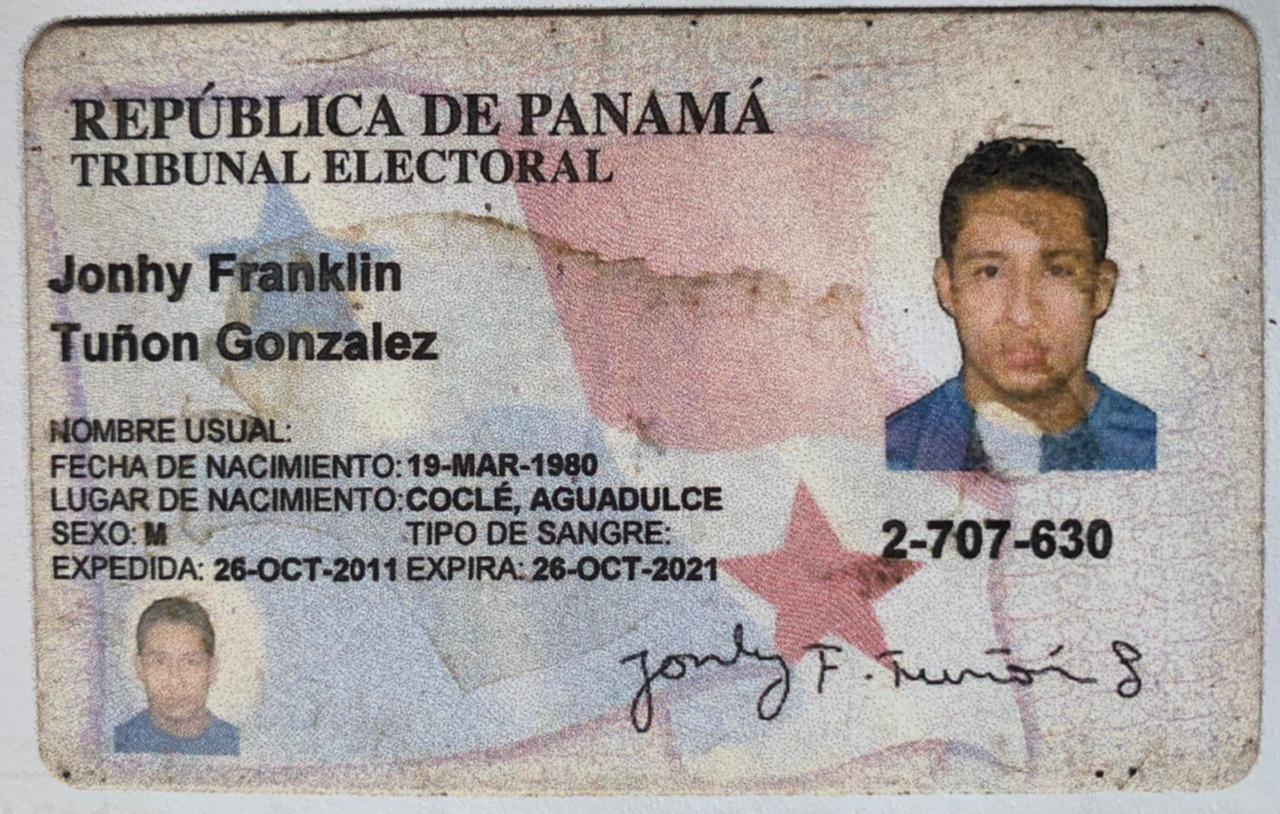 REPÚBLICA DE PANAMÁ
TRIBUNAL ELECTORAL
Jonhy Franklin
Tuñon Gonzalez
NOMBRE USUAL:
FECHA DE NACIMIENTO: 19-MAR-1980
LUGAR DE NACIMIENTO: COCLÉ, AGUADULCE
SEXO: M TIPO DE SANGRE:
EXPEDIDA: 26-OCT-2011 EXPIRA: 26-OCT-2021
2-707-630
Jonhy F. Tuñón G